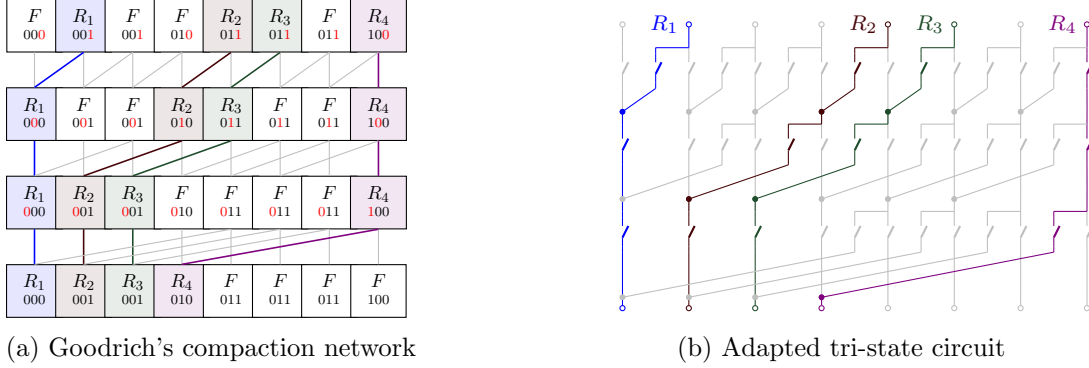 F R₁ F F R₂ R₃ F R₄
000 001 001 010 011 011 011 100
R₁ F F R₂ R₃ F F R₄
000 001 001 010 011 011 011 100
R₁ R₂ R₃ F F F F R₄
000 001 001 010 011 011 011 100
R₁ R₂ R₃ R₄ F F F F
000 001 001 010 011 011 011 100
(a) Goodrich's compaction network
R₁ R₂ R₃ R₄
(b) Adapted tri-state circuit